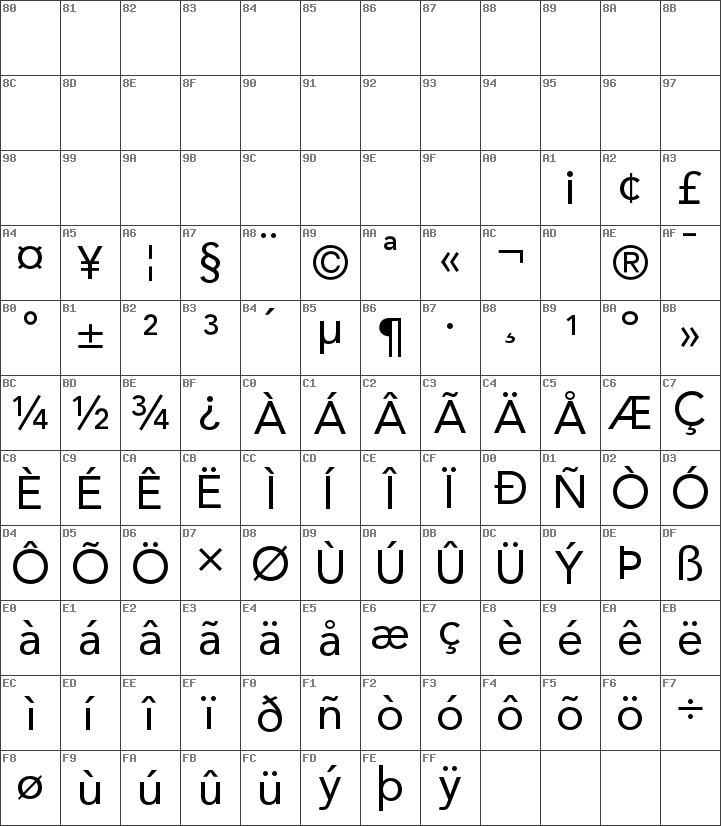 80 81 82 83 84 85 86 87 88 89 8A 8B
8C 8D 8E 8F 90 91 92 93 94 95 96 97
98 99 9A 9B 9C 9D 9E 9F A0 A1 A2 A3
¡ ¢ £
A4 A5 A6 A7 A8 A9 AA AB AC AD AE AF
¤ ¥ ¦ § ¨ © ª « ¬ ® ¯
B0 B1 B2 B3 B4 B5 B6 B7 B8 B9 BA BB
° ± ² ³ ´ µ ¶ · ¸ ¹ º »
BC BD BE BF C0 C1 C2 C3 C4 C5 C6 C7
¼ ½ ¾ ¿ À Á Â Ã Ä Å Æ Ç
C8 C9 CA CB CC CD CE CF D0 D1 D2 D3
È É Ê Ë Ì Í Î Ï Ð Ñ Ò Ó
D4 D5 D6 D7 D8 D9 DA DB DC DD DE DF
Ô Õ Ö × Ø Ù Ú Û Ü Ý Þ ß
E0 E1 E2 E3 E4 E5 E6 E7 E8 E9 EA EB
à á â ã ä å æ ç è é ê ë
EC ED EE EF F0 F1 F2 F3 F4 F5 F6 F7
ì í î ï ð ñ ò ó ô õ ö ÷
F8 F9 FA FB FC FD FE FF
ø ù ú û ü ý þ ÿ